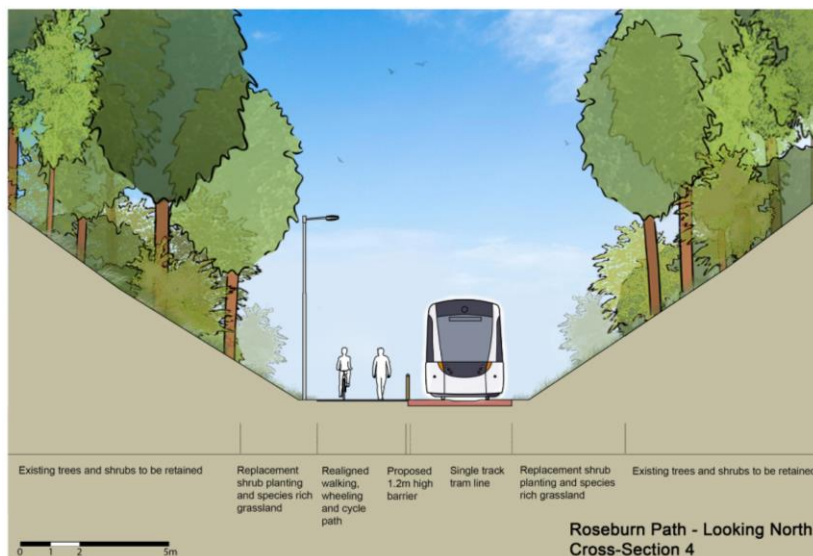 Existing trees and shrubs to be retained
Replacement
shrub planting
and species rich
grassland
Realigned
walking,
wheeling
and cycle
path
Proposed
1.2m high
barrier
Single track
tram line
Replacement shrub
planting and species
rich grassland
Existing trees and shrubs to be retained
0 1 2 5m
Roseburn Path - Looking North
Cross-Section 4